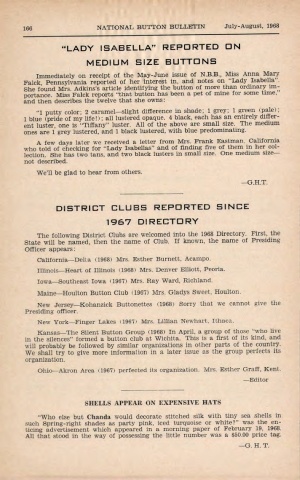 166 NATIONAL BUTTON BULLETIN July-August, 1968
"LADY ISABELLA" REPORTED ON
MEDIUM SIZE BUTTONS
Immediately on receipt of the May-June issue of N.B.B., Miss Anna Mary
Falck, Pennsylvania reported of her interest in, and notes on "Lady Isabella".
She found Mrs. Adkins's article identifying the button of more than ordinary im-
portance. Miss Falck reports "that button has been a pet of mine for some time,"
and then describes the twelve that she owns:
"1 putty color; 2 caramel—slight difference in shade; 1 grey; 1 green (pale);
1 blue (pride of my life!); all lustered opaque. 4 black, each has an entirely differ-
ent luster, one is "Tiffany" luster. All of the above are small size. The medium
ones are 1 grey lustered, and 1 black lustered, with blue predominating.
A few days later we received a letter from Mrs. Frank Eastman, California
who told of checking for "Lady Isabella" and of finding five of them in her col-
lection. She has two tans, and two black lusters in small size. One medium size—
not described.
We'll be glad to hear from others.
—G.H.T.
DISTRICT CLUBS REPORTED SINCE
1967 DIRECTORY
The following District Clubs are welcomed into the 1968 Directory. First, the
State will be named, then the name of Club. If known, the name of Presiding
Officer appears:
California—Delta (1968) Mrs. Esther Burnett, Acampo.
Illinois—Heart of Illinois (1968) Mrs. Denver Elliott, Peoria.
Iowa—Southeast Iowa (1967) Mrs. Ray Ward, Richland.
Maine—Houlton Button Club (1967) Mrs. Gladys Sweet, Houlton.
New Jersey—Kohanzick Buttonettes (1968) Sorry that we cannot give the
Presiding officer.
New York—Finger Lakes (1967) Mrs. Lillian Newhart, Ithaca.
Kansas—The Silent Button Group (1968) In April, a group of those "who live
in the silences" formed a button club at Wichita. This is a first of its kind, and
will probably be followed by similar organizations in other parts of the country.
We shall try to give more information in a later issue as the group perfects its
organization.
Ohio—Akron Area (1967) perfected its organization. Mrs. Esther Graff, Kent.
—Editor
SHELLS APPEAR ON EXPENSIVE HATS
"Who else but Chanda would decorate stitched silk with tiny sea shells in
such Spring-right shades as party pink, iced turquoise or white?" was the en-
ticing advertisement which appeared in a morning paper of February 19, 1968.
All that stood in the way of possessing the little number was a $50.00 price tag.
—G. H. T.